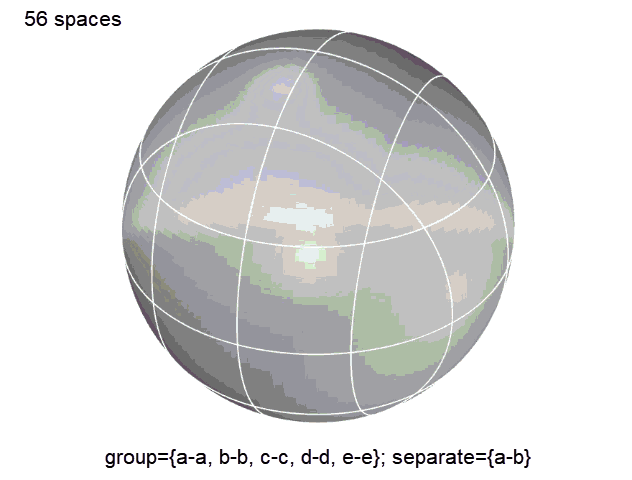 56 spaces
group={a-a, b-b, c-c, d-d, e-e}; separate={a-b}